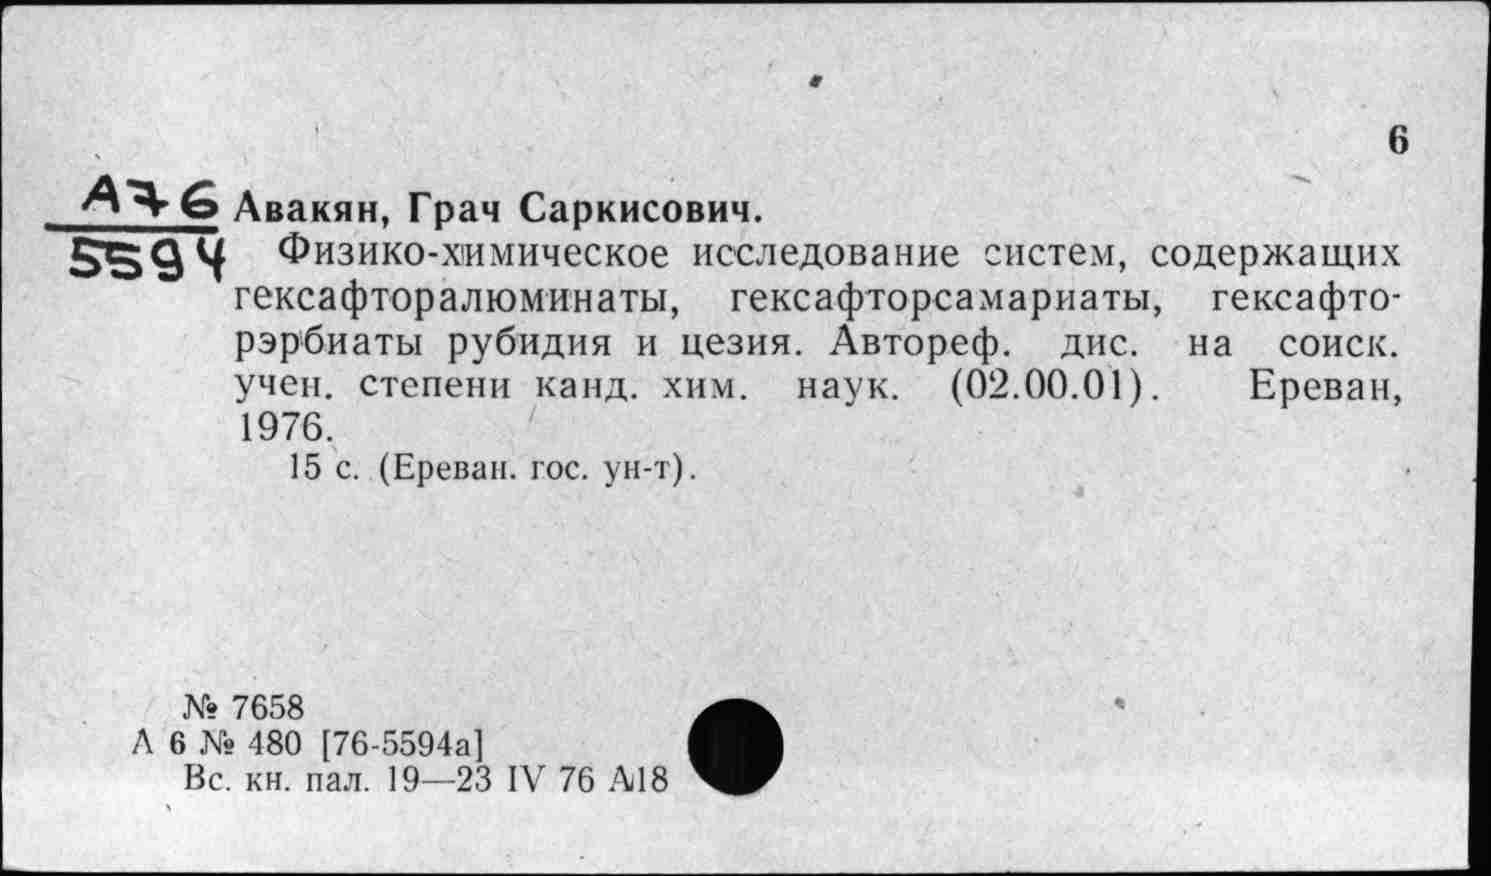 6
А76 Авакян, Грач Саркисович.
5594 Физико-химическое исследование систем, содержащих
гексафторалюминаты, гексафторсамариаты, гексафто-
рэрбиаты рубидия и цезия. Автореф. дис. на соиск.
учен. степени канд. хим. наук. (02.00.01). Ереван,
1976.
15 с. (Ереван. гос. ун-т).
№ 7658
А 6 № 480 [76-5594а]
Вс. кн. пал. 19—23 IV 76 А18